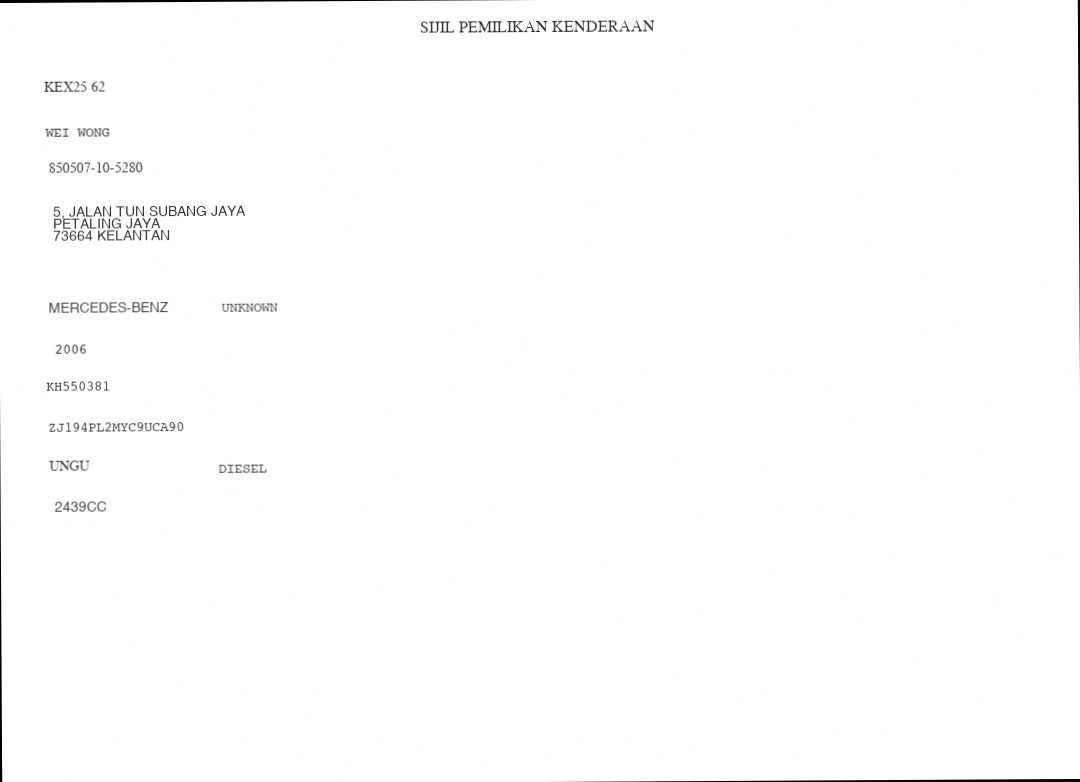 SIJIL PEMILIKAN KENDERAAN
KEX25 62
WEI WONG
850507-10-5280
5, JALAN TUN SUBANG JAYA
PETALING JAYA
73664 KELANTAN
MERCEDES-BENZ UNKNOWN
2006
KH550381
ZJ194PL2MYC9UCA90
UNGU DIESEL
2439CC